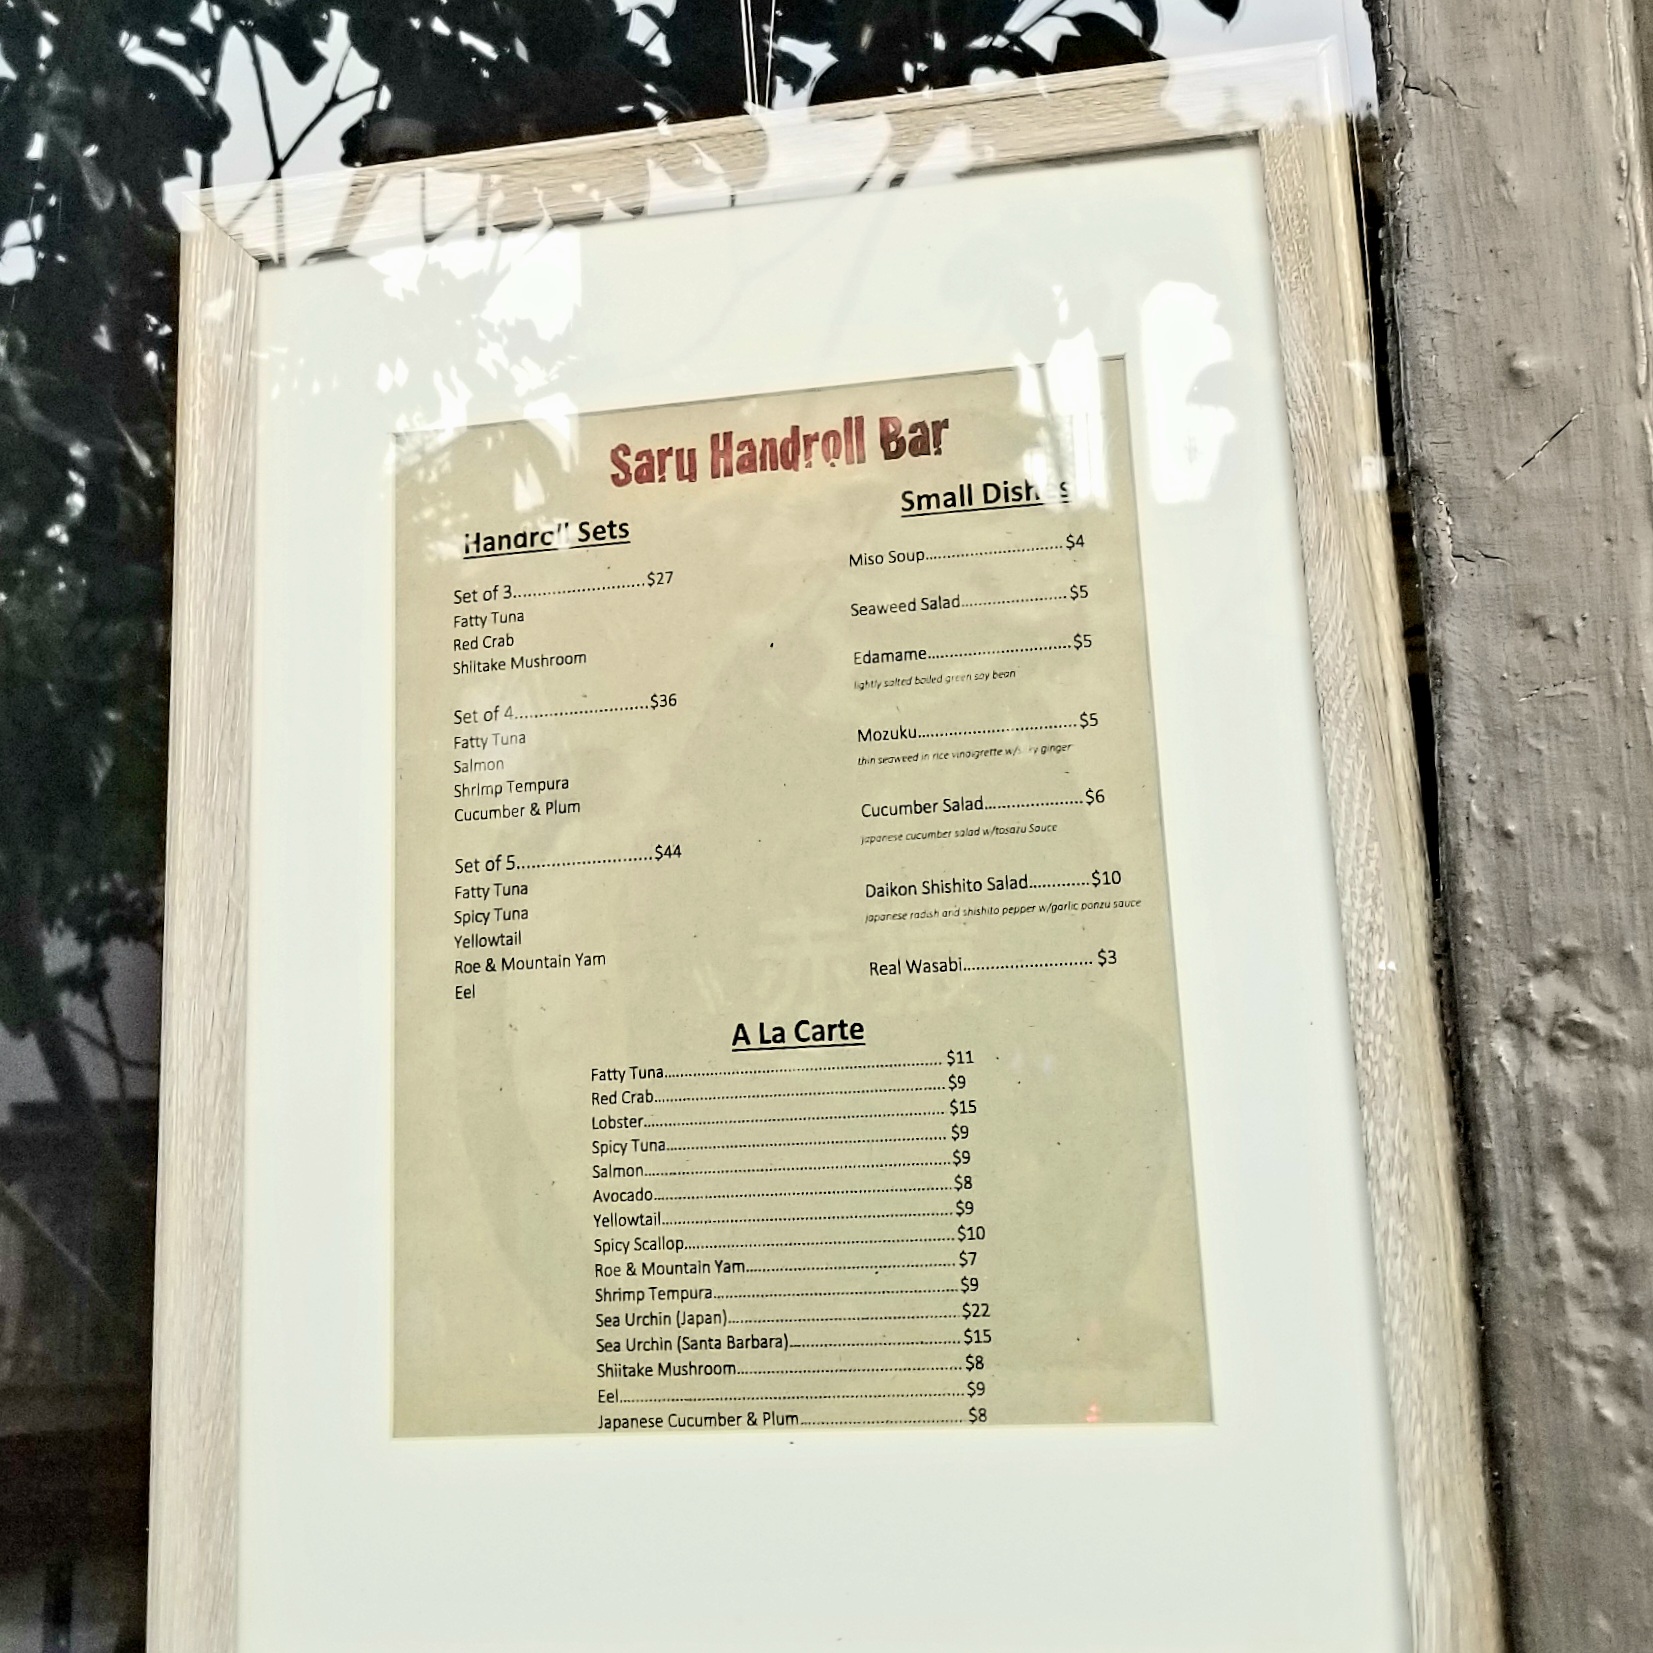 Saru Handroll Bar
Handroll Sets
Set of 3..........................$27
Fatty Tuna
Red Crab
Shiitake Mushroom
Set of 4..........................$36
Fatty Tuna
Salmon
Shrimp Tempura
Cucumber & Plum
Set of 5..........................$44
Fatty Tuna
Spicy Tuna
Yellowtail
Roe & Mountain Yam
Eel
Small Dishes
Miso Soup............................$4
Seaweed Salad......................$5
Edamame.............................$5
lightly salted boiled green soy bean
Mozuku................................$5
thin seaweed in rice vinaigrette ginger
Cucumber Salad....................$6
japanese cucumber salad w/tosazu Sauce
Daikon Shishito Salad............$10
japanese radish and shishito pepper w/garlic ponzu sauce
Real Wasabi.......................... $3
A La Carte
Fatty Tuna.................................................... $11
Red Crab......................................................$9
Lobster........................................................ $15
Spicy Tuna.................................................... $9
Salmon.........................................................$9
Avocado.......................................................$8
Yellowtail......................................................$9
Spicy Scallop.................................................$10
Roe & Mountain Yam..................................... $7
Shrimp Tempura............................................$9
Sea Urchin (Japan)......................................... $22
Sea Urchin (Santa Barbara).............................. $15
Shiitake Mushroom........................................ $8
Eel...............................................................$9
Japanese Cucumber & Plum............................ $8